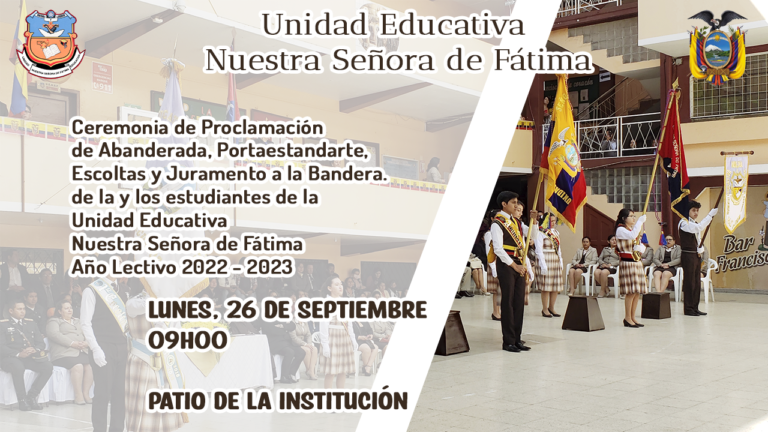 Unidad Educativa
Nuestra Señora de Fátima
Ceremonia de Proclamación
de Abanderada, Portaestandarte,
Escoltas y Juramento a la Bandera.
de la y los estudiantes de la
Unidad Educativa
Nuestra Señora de Fátima
Año Lectivo 2022 - 2023
LUNES, 26 DE SEPTIEMBRE
09H00
PATIO DE LA INSTITUCIÓN
Bar
Francisc